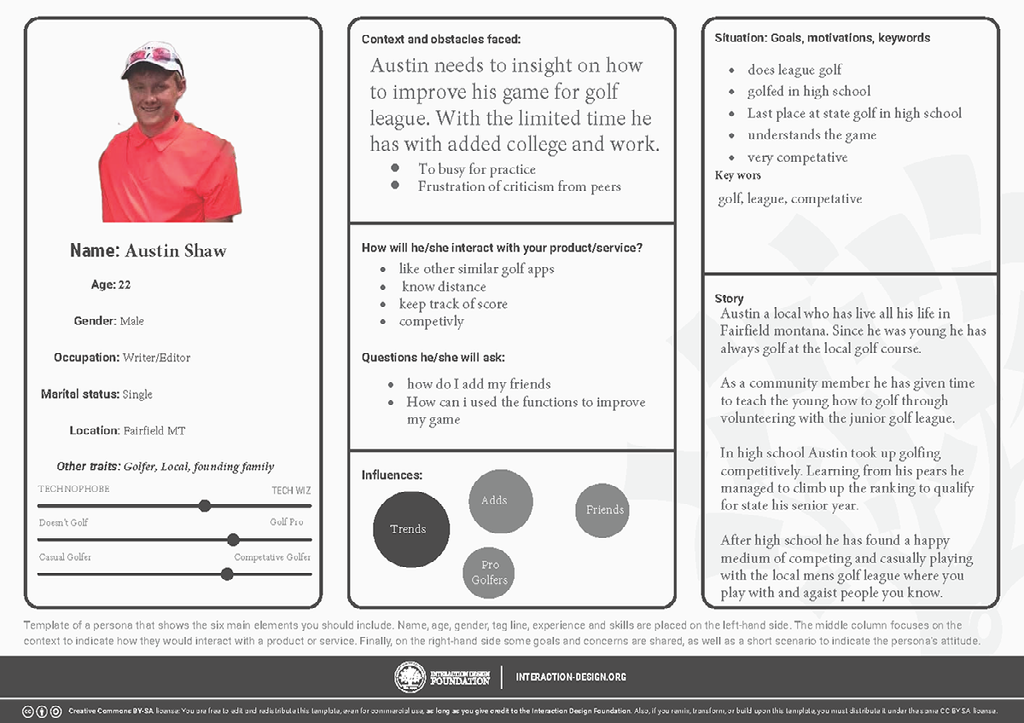 Name: Austin Shaw
Age: 22
Gender: Male
Occupation: Writer/Editor
Marital status: Single
Location: Fairfield MT
Other traits: Golfer, Local, founding family
TECHNOPHOBE TECH WIZ
Doesn't Golf Golf Pro
Casual Golfer Competative Golfer
Context and obstacles faced:
Austin needs to insight on how
to improve his game for golf
league. With the limited time he
has with added college and work.
• To busy for practice
• Frustration of criticism from peers
How will he/she interact with your product/service?
• like other similar golf apps
• know distance
• keep track of score
• competivly
Questions he/she will ask:
• how do I add my friends
• How can i used the functions to improve
my game
Influences:
Trends
Adds
Friends
Pro
Golfers
Situation: Goals, motivations, keywords
• does league golf
• golfed in high school
• Last place at state golf in high school
• understands the game
• very competative
Key wors
golf, league, competative
Story
Austin a local who has live all his life in
Fairfield montana. Since he was young he has
always golf at the local golf course.
As a community member he has given time
to teach the young how to golf through
volunteering with the junior golf league.
In high school Austin took up golfing
competitively. Learning from his pears he
managed to climb up the ranking to qualify
for state his senior year.
After high school he has found a happy
medium of competing and casually playing
with the local mens golf league where you
play with and agaist people you know.
Template of a persona that shows the six main elements you should include. Name, age, gender, tag line, experience and skills are placed on the left-hand side. The middle column focuses on the
context to indicate how they would interact with a product or service. Finally, on the right-hand side some goals and concerns are shared, as well as a short scenario to indicate the persona's attitude.
INTERACTION DESIGN
FOUNDATION
INTERACTION-DESIGN.ORG
Creative Commons BY-SA license: You are free to edit and redistribute this template, even for commercial use, as long as you give credit to the Interaction Design Foundation. Also, if you remix, transform, or build upon this template, you must distribute it under the same CC BY-SA license.